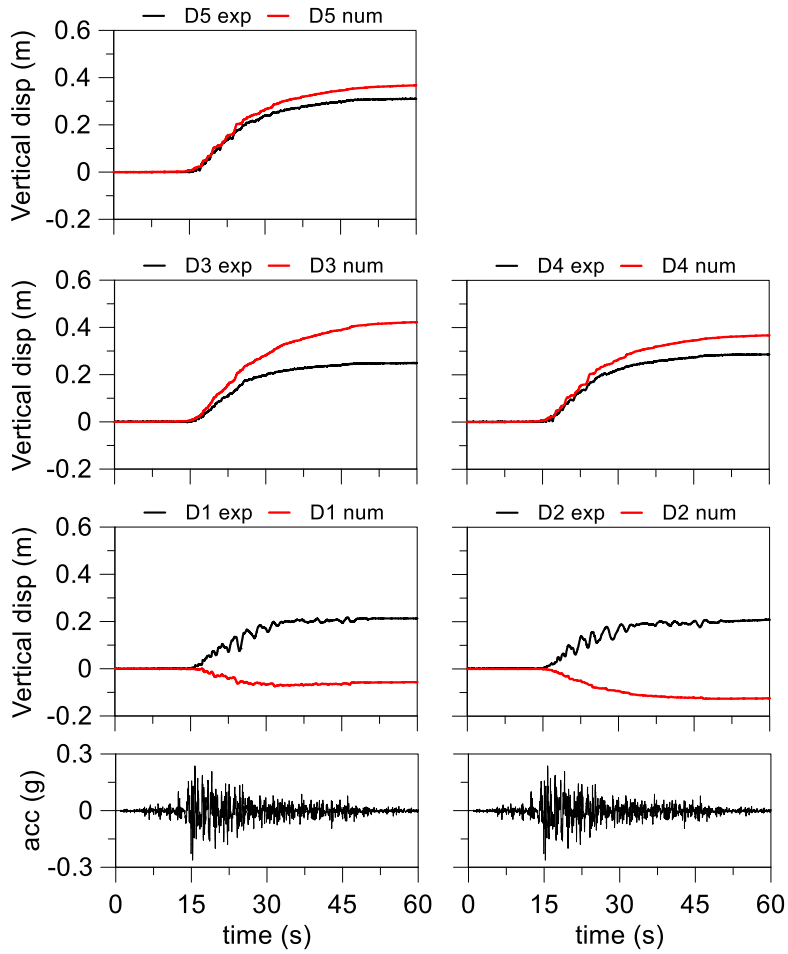 D5 exp D5 num
Vertical disp (m)
0.6
0.4
0.2
0
-0.2
D3 exp D3 num
D4 exp D4 num
Vertical disp (m)
0.6
0.4
0.2
0
-0.2
D1 exp D1 num
D2 exp D2 num
Vertical disp (m)
0.6
0.4
0.2
0
-0.2
acc (g)
0.3
0
-0.3
0 15 30 45 60
0 15 30 45 60
time (s)
time (s)